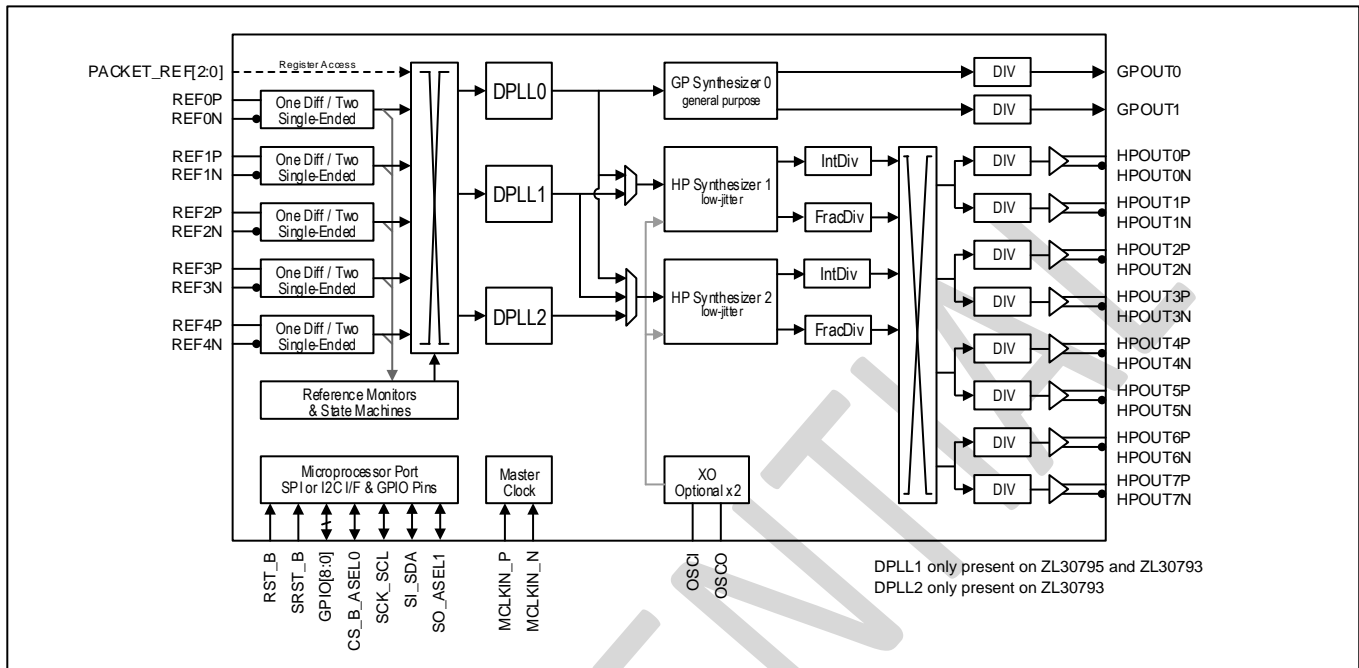 PACKET_REF[2:0]
Register Access
REF0P
REF0N
One Diff / Two
Single-Ended
REF1P
REF1N
One Diff / Two
Single-Ended
REF2P
REF2N
One Diff / Two
Single-Ended
REF3P
REF3N
One Diff / Two
Single-Ended
REF4P
REF4N
One Diff / Two
Single-Ended
Reference Monitors
& State Machines
DPLL0
DPLL1
DPLL2
GP Synthesizer 0
general purpose
HP Synthesizer 1
low-jitter
HP Synthesizer 2
low-jitter
IntDiv
FracDiv
IntDiv
FracDiv
DIV
GPOUT0
DIV
GPOUT1
DIV
HPOUT0P
HPOUT0N
DIV
HPOUT1P
HPOUT1N
DIV
HPOUT2P
HPOUT2N
DIV
HPOUT3P
HPOUT3N
DIV
HPOUT4P
HPOUT4N
DIV
HPOUT5P
HPOUT5N
DIV
HPOUT6P
HPOUT6N
DIV
HPOUT7P
HPOUT7N
Microprocessor Port
SPI or I2C I/F & GPIO Pins
Master
Clock
XO
Optional x2
RST_B
SRST_B
GPIO[8:0]
CS_B_ASEL0
SCK_SCL
SI_SDA
SO_ASEL1
MCLKIN_P
MCLKIN_N
OSCI
OSCO
DPLL1 only present on ZL30795 and ZL30793
DPLL2 only present on ZL30793
ENTIAL